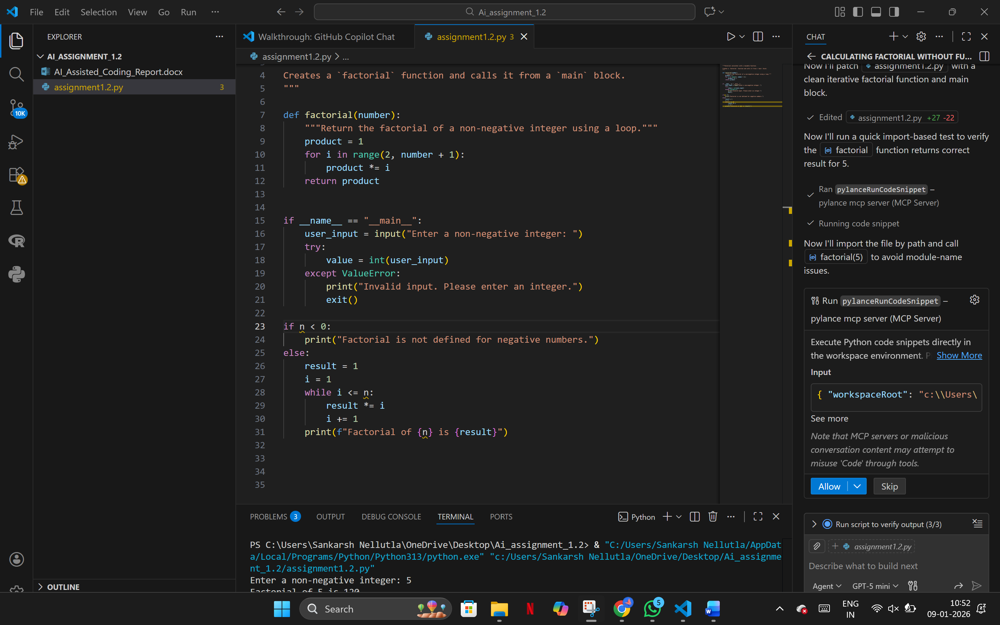 File Edit Selection View Go Run ...
Ai_assignment_1.2
EXPLORER
AI_ASSIGNMENT_1.2
AI_Assisted_Coding_Report.docx
assignment1.2.py 3
10K
OUTLINE
Walkthrough: GitHub Copilot Chat
assignment1.2.py 3
assignment1.2.py > ...
4 Creates a `factorial` function and calls it from a `main` block.
5 """
6
7 def factorial(number):
8 """Return the factorial of a non-negative integer using a loop."""
9 product = 1
10 for i in range(2, number + 1):
11 product *= i
12 return product
13
14
15 if __name__ == "__main__":
16 user_input = input("Enter a non-negative integer: ")
17 try:
18 value = int(user_input)
19 except ValueError:
20 print("Invalid input. Please enter an integer.")
21 exit()
22
23 if n < 0:
24 print("Factorial is not defined for negative numbers.")
25 else:
26 result = 1
27 i = 1
28 while i <= n:
29 result *= i
30 i += 1
31 print(f"Factorial of {n} is {result}")
32
33
34
35
PROBLEMS 3 OUTPUT DEBUG CONSOLE TERMINAL PORTS
Python
PS C:\Users\Sankarsh Nellutla\OneDrive\Desktop\Ai_assignment_1.2> & "C:/Users/Sankarsh Nellutla/AppDat
a/Local/Programs/Python/Python313/python.exe" "c:/Users/Sankarsh Nellutla/OneDrive/Desktop/Ai_assignme
nt_1.2/assignment1.2.py"
Enter a non-negative integer: 5
Factorial of 5 is 120
CHAT
CALCULATING FACTORIAL WITHOUT FU...
Now I'll patch assignment1.2.py with a
clean iterative factorial function and main
block.
Edited assignment1.2.py +27 -22
Now I'll run a quick import-based test to verify
the factorial function returns correct
result for 5.
Ran pylanceRunCodeSnippet –
pylance mcp server (MCP Server)
Running code snippet
Now I'll import the file by path and call
factorial(5) to avoid module-name
issues.
Run pylanceRunCodeSnippet –
pylance mcp server (MCP Server)
Execute Python code snippets directly in
the workspace environment. Show More
Input
{ "workspaceRoot": "c:\\Users\
See more
Note that MCP servers or malicious
conversation content may attempt to
misuse 'Code' through tools.
Allow Skip
Run script to verify output (3/3)
assignment1.2.py
Describe what to build next
Agent GPT-5 mini
Search
5
ENG
IN
10:52
09-01-2026